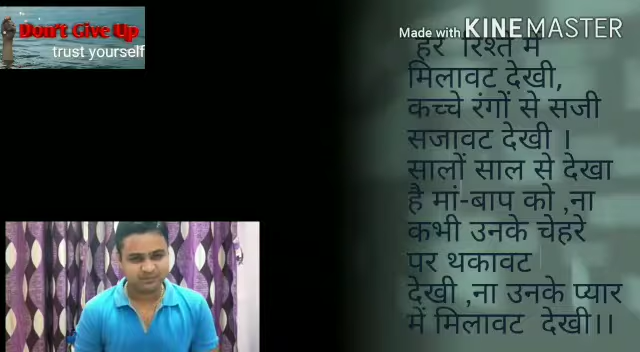 Don't Give Up
trust yourself
Made with KINEMASTER
हर रिश्ते में
मिलावट देखी,
कच्चे रंगों से सजी
सजावट देखी ।
सालों साल से देखा
है मां-बाप को ,ना
कभी उनके चेहरे
पर थकावट
देखी ,ना उनके प्यार
में मिलावट देखी।।